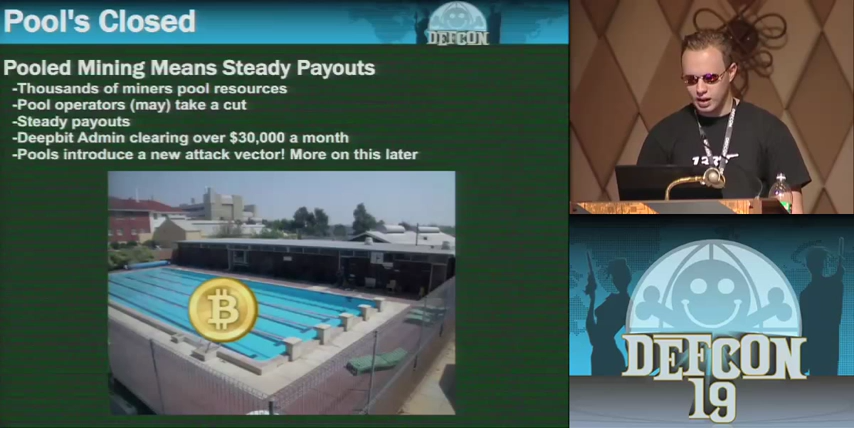 Pool's Closed
DEFCON
Pooled Mining Means Steady Payouts
-Thousands of miners pool resources
-Pool operators (may) take a cut
-Steady payouts
-Deepbit Admin clearing over $30,000 a month
-Pools introduce a new attack vector! More on this later
DEFCON
19